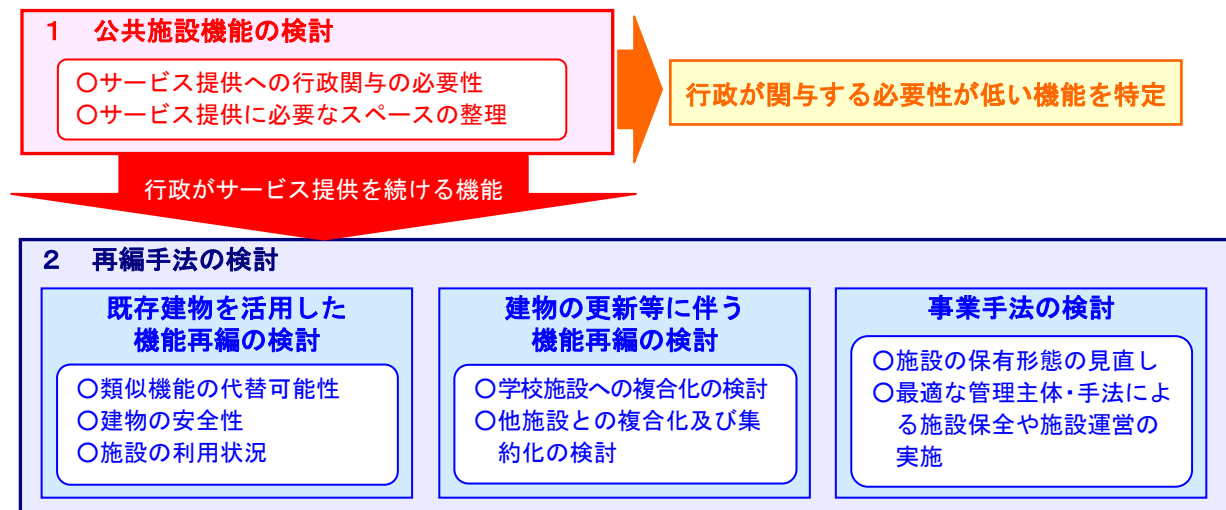 1 公共施設機能の検討
○サービス提供への行政関与の必要性
○サービス提供に必要なスペースの整理
行政が関与する必要性が低い機能を特定
行政がサービス提供を続ける機能
2 再編手法の検討
既存建物を活用した
機能再編の検討
○類似機能の代替可能性
○建物の安全性
○施設の利用状況
建物の更新等に伴う
機能再編の検討
○学校施設への複合化の検討
○他施設との複合化及び集
約化の検討
事業手法の検討
○施設の保有形態の見直し
○最適な管理主体・手法によ
る施設保全や施設運営の
実施